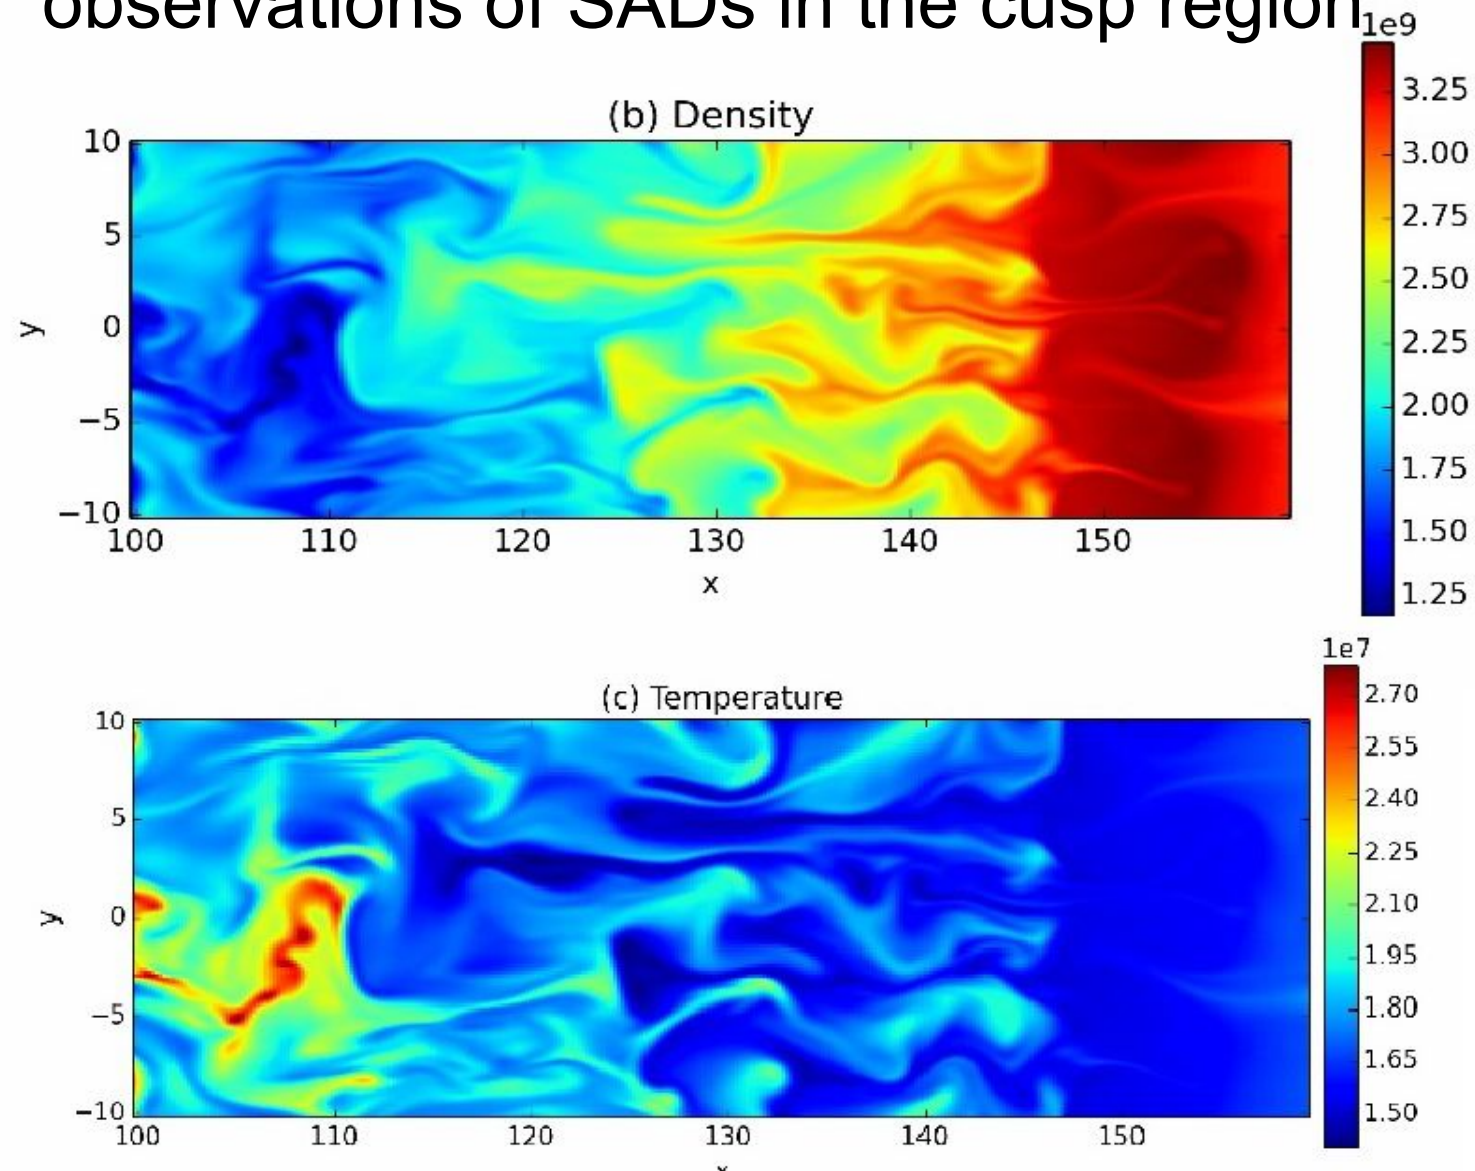 observations of SADs in the cusp region
1e9
(b) Density
10
5
0
−5
−10
y
100 110 120 130 140 150
x
3.25
3.00
2.75
2.50
2.25
2.00
1.75
1.50
1.25
1e7
(c) Temperature
10
5
0
−5
−10
y
100 110 120 130 140 150
x
2.70
2.55
2.40
2.25
2.10
1.95
1.80
1.65
1.50